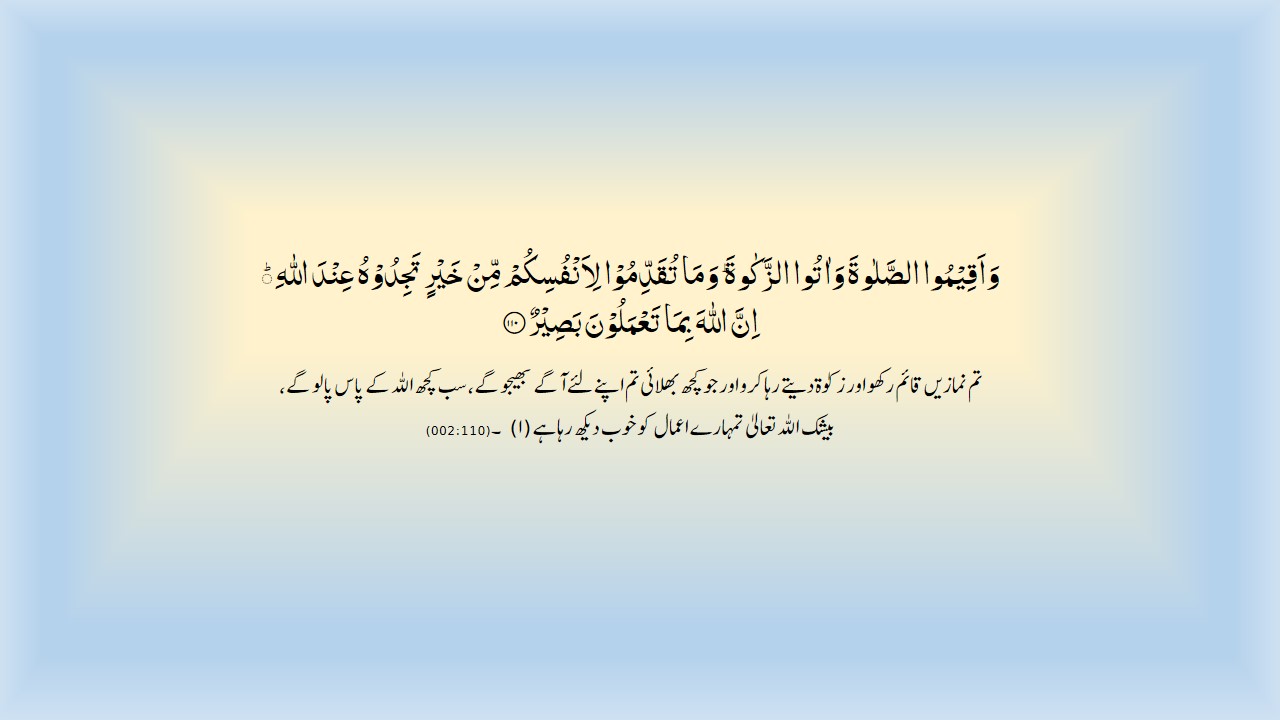 وَاَقِيْمُوا الصَّلٰوةَ وَاٰتُوا الزَّكٰوةَ ؕ وَمَا تُقَدِّمُوْا لِاَنْفُسِكُمْ مِّنْ خَيْرٍ تَجِدُوْهُ عِنْدَ اللّٰهِ ؕ
اِنَّ اللّٰهَ بِمَا تَعْمَلُوْنَ بَصِيْرٌ ۝۱۱۰
تم نمازیں قائم رکھو اور زکوٰة دیتے رہا کرو اور جو کچھ بھلائی تم اپنے لئے آگے بھیجو گے، سب کچھ اللہ کے پاس پالو گے،
بیشک اللہ تعالیٰ تمہارے اعمال کو خوب دیکھ رہا ہے (۱) ۔(002:110)